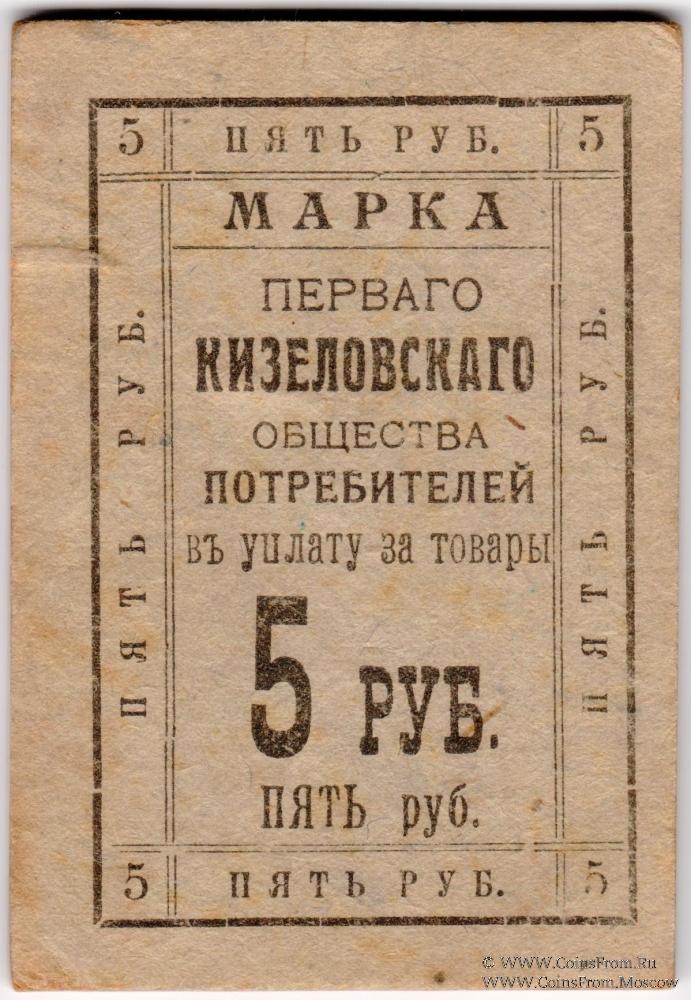 5 ПЯТЬ РУБ. 5
МАРКА
ПЕРВАГО
КИЗЕЛОВСКАГО
ОБЩЕСТВА
ПОТРЕБИТЕЛЕЙ
въ уплату за товары
5 РУБ.
ПЯТЬ руб.
ПЯТЬ РУБ.
ПЯТЬ РУБ.
5 ПЯТЬ РУБ. 5
© WWW.CoinsFrom.Ru
WWW.CoinsFrom.Moscow